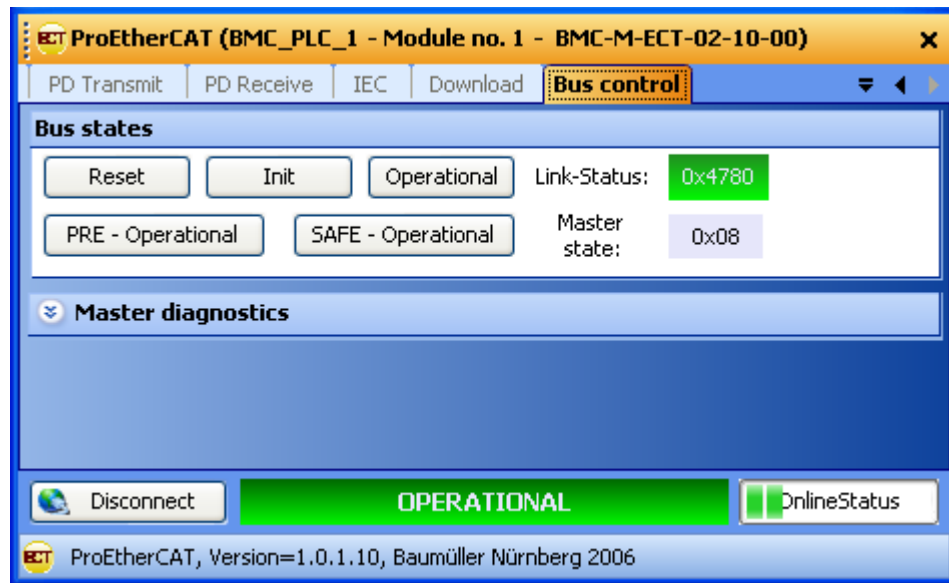 ECT ProEtherCAT (BMC_PLC_1 - Module no. 1 - BMC-M-ECT-02-10-00)
PD Transmit PD Receive IEC Download Bus control
Bus states
Reset Init Operational Link-Status: 0x4780
PRE - Operational SAFE - Operational Master state: 0x08
Master diagnostics
Disconnect OPERATIONAL OnlineStatus
ECT ProEtherCAT, Version=1.0.1.10, Baumüller Nürnberg 2006